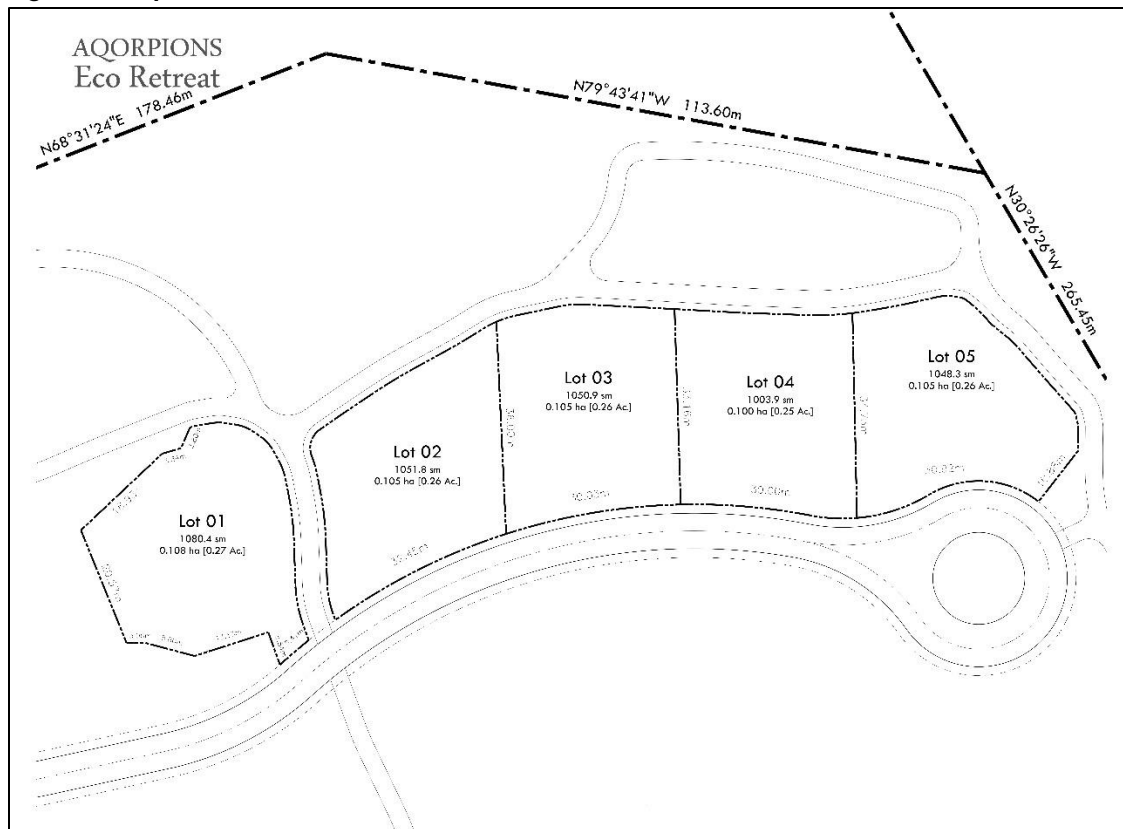 AQORPIONS
Eco Retreat
N68°31'24"E 178.46m
N79°43'41"W 113.60m
N30°26'26"W 265.45m
Lot 01
1080.4 sm
0.108 ha [0.27 Ac.]
Lot 02
1051.8 sm
0.105 ha [0.26 Ac.]
35.45m
Lot 03
1050.9 sm
0.105 ha [0.26 Ac.]
Lot 04
1003.9 sm
0.100 ha [0.25 Ac.]
30.00m
Lot 05
1048.3 sm
0.105 ha [0.26 Ac.]